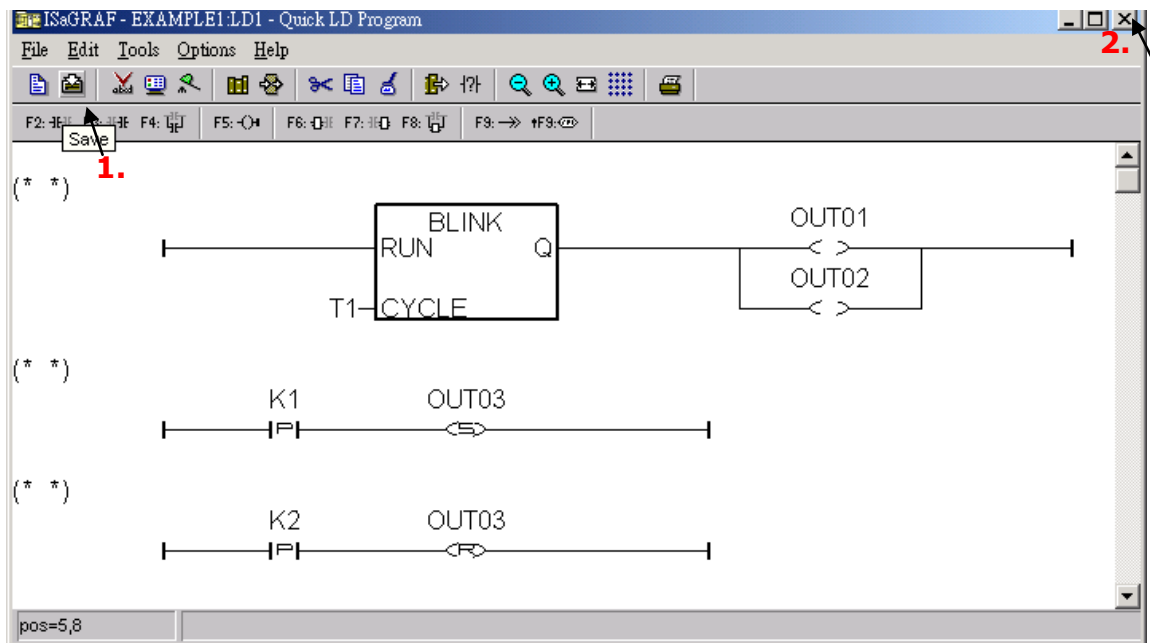 ISaGRAF - EXAMPLE1:LD1 - Quick LD Program
File Edit Tools Options Help
2.
F2: F4: F5: F6: F7: F8: F9: F9:
Save
1.
(* *)
BLINK
RUN Q
T1 CYCLE
OUT01
OUT02
(* *)
K1 OUT03
P S
(* *)
K2 OUT03
P R
pos=5,8